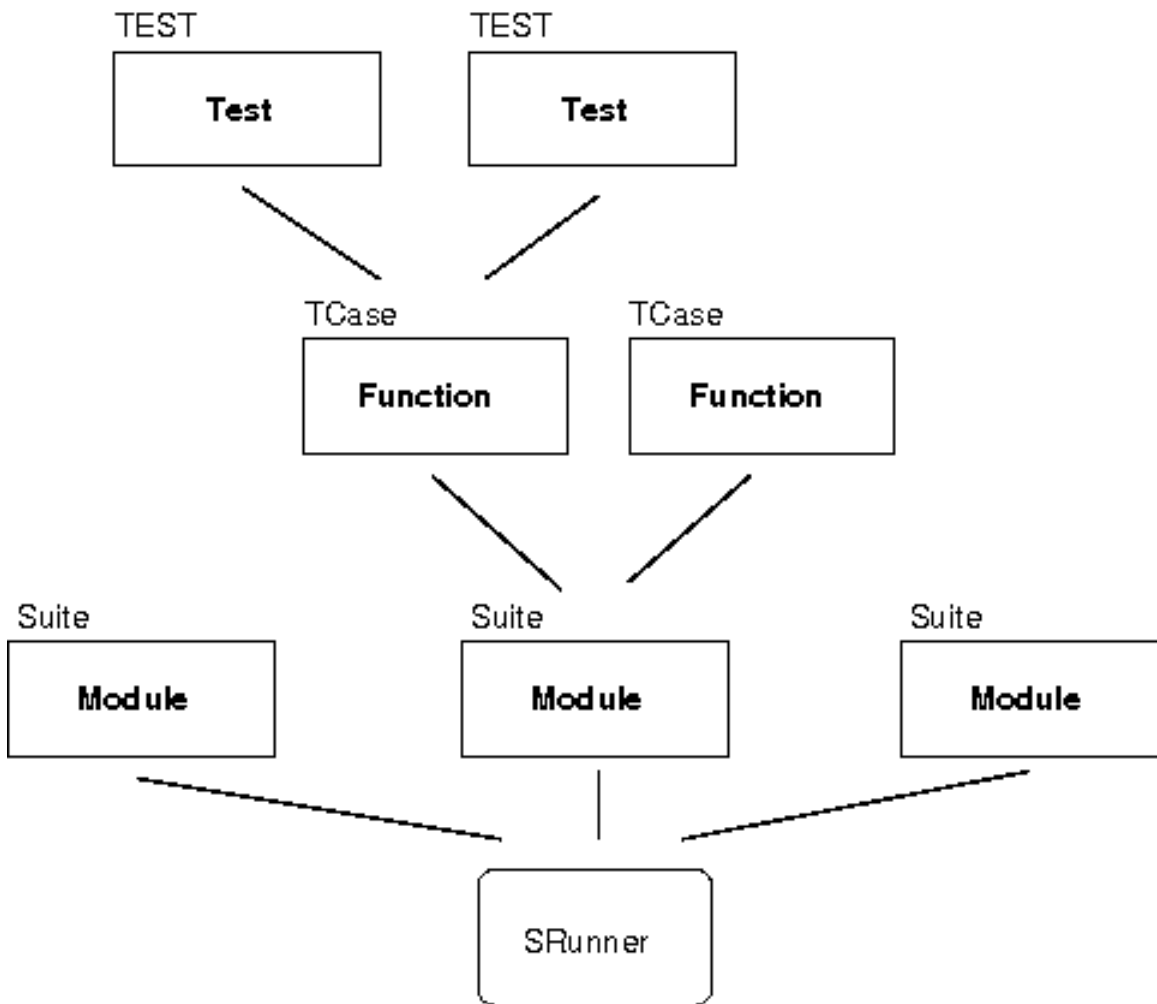 TEST TEST
Test Test
TCase TCase
Function Function
Suite Suite Suite
Module Module Module
SRunner